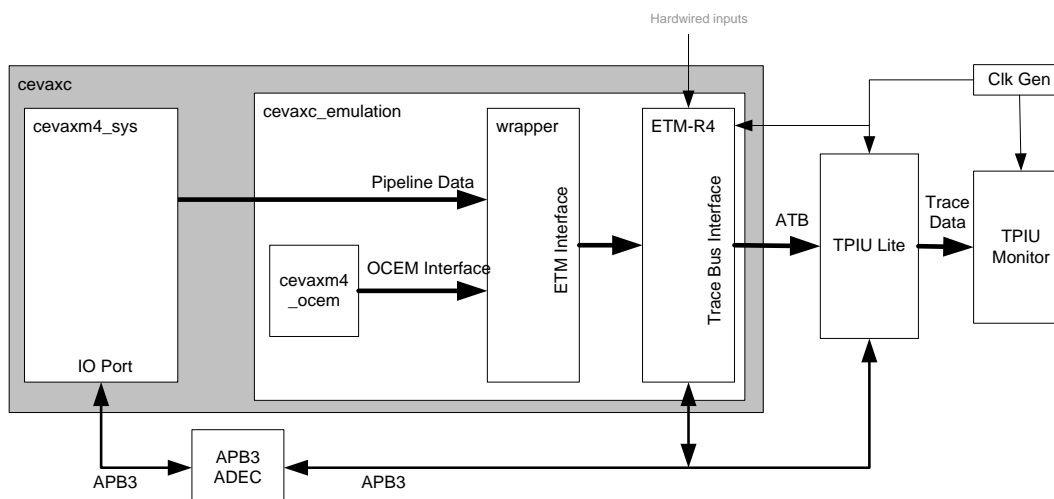 Hardwired inputs
cevaxc
Clk Gen
cevaxm4_sys
cevaxc_emulation
wrapper
ETM-R4
Pipeline Data
ETM Interface
Trace Bus Interface
ATB
TPIU Lite
Trace
Data
TPIU
Monitor
OCEM Interface
cevaxm4
_ocem
IO Port
APB3
APB3
ADEC
APB3